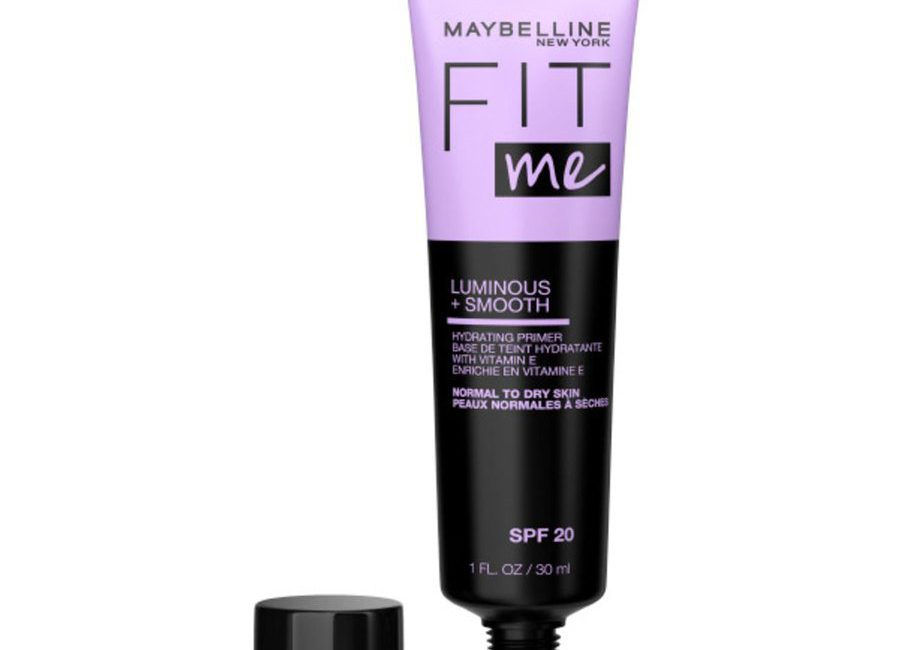 MAYBELLINE
NEW YORK
FIT
me
LUMINOUS
+ SMOOTH
HYDRATING PRIMER
BASE DE TEINT HYDRATANTE
WITH VITAMIN E
ENRICHIE EN VITAMINE E
NORMAL TO DRY SKIN
PEAUX NORMALES À SÈCHES
SPF 20
1 FL. OZ / 30 ml